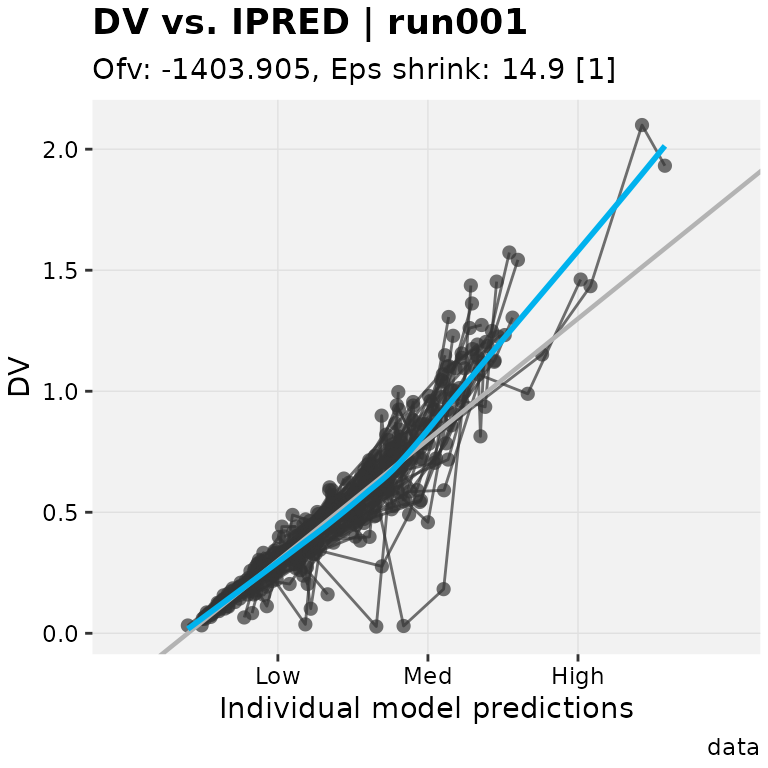 DV vs. IPRED | run001
Ofv: -1403.905, Eps shrink: 14.9 [1]
2.0
1.5
1.0
0.5
0.0
DV
Low Med High
Individual model predictions
data